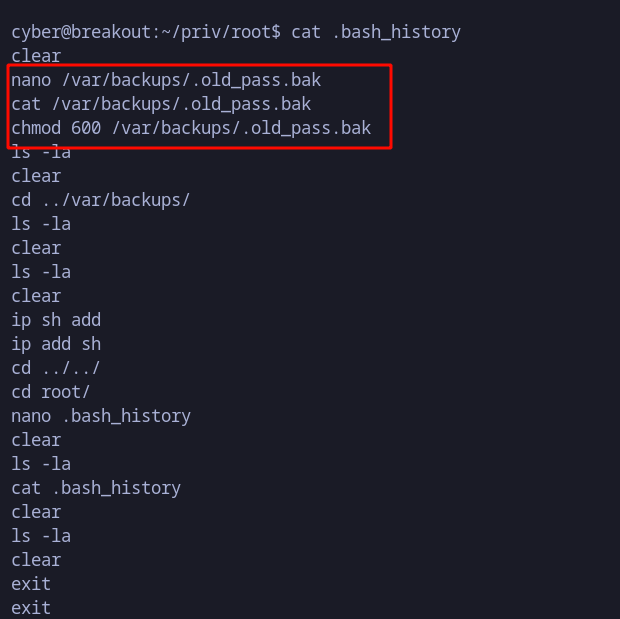 cyber@breakout:~/priv/root$ cat .bash_history
clear
nano /var/backups/.old_pass.bak
cat /var/backups/.old_pass.bak
chmod 600 /var/backups/.old_pass.bak
ls -la
clear
cd ../var/backups/
ls -la
clear
ls -la
clear
ip sh add
ip add sh
cd ../../
cd root/
nano .bash_history
clear
ls -la
cat .bash_history
clear
ls -la
clear
exit
exit